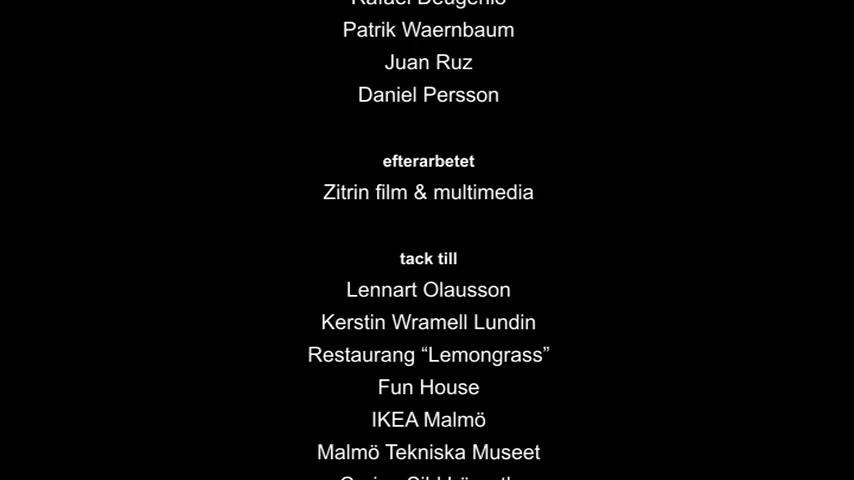 Patrik Waernbaum
Juan Ruz
Daniel Persson
efterarbetet
Zitrin film & multimedia
tack till
Lennart Olausson
Kerstin Wramell Lundin
Restaurang “Lemongrass”
Fun House
IKEA Malmö
Malmö Tekniska Museet